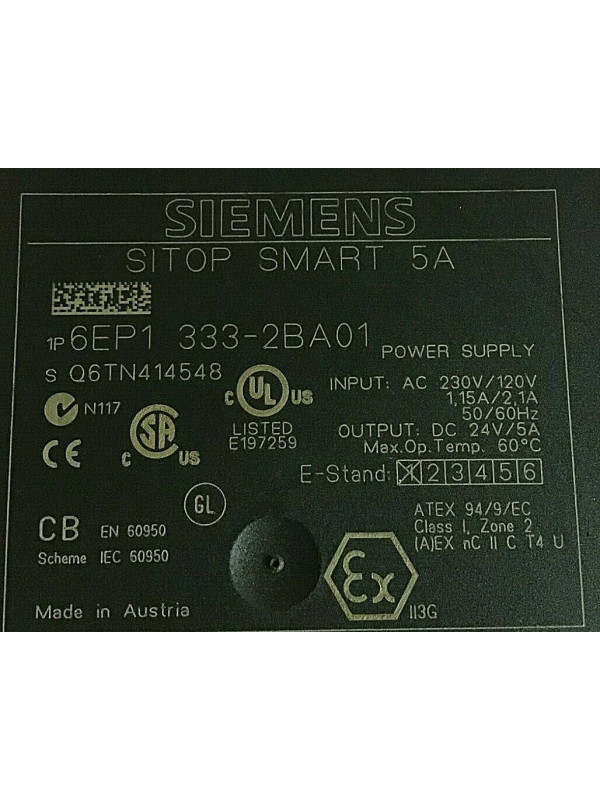 SIEMENS
SITOP SMART 5A
1P 6EP1 333-2BA01
POWER SUPPLY
S Q6TN414548
INPUT: AC 230V/120V
1,15A/2,1A
50/60Hz
OUTPUT: DC 24V/5A
Max.Op.Temp. 60°C
N117
C UL US
LISTED
E197259
CE
C SA US
E-Stand: 1 2 3 4 5 6
GL
CB EN 60950
Scheme IEC 60950
ATEX 94/9/EC
Class I, Zone 2
(A)EX nC II C T4 U
Ex
II3G
Made in Austria